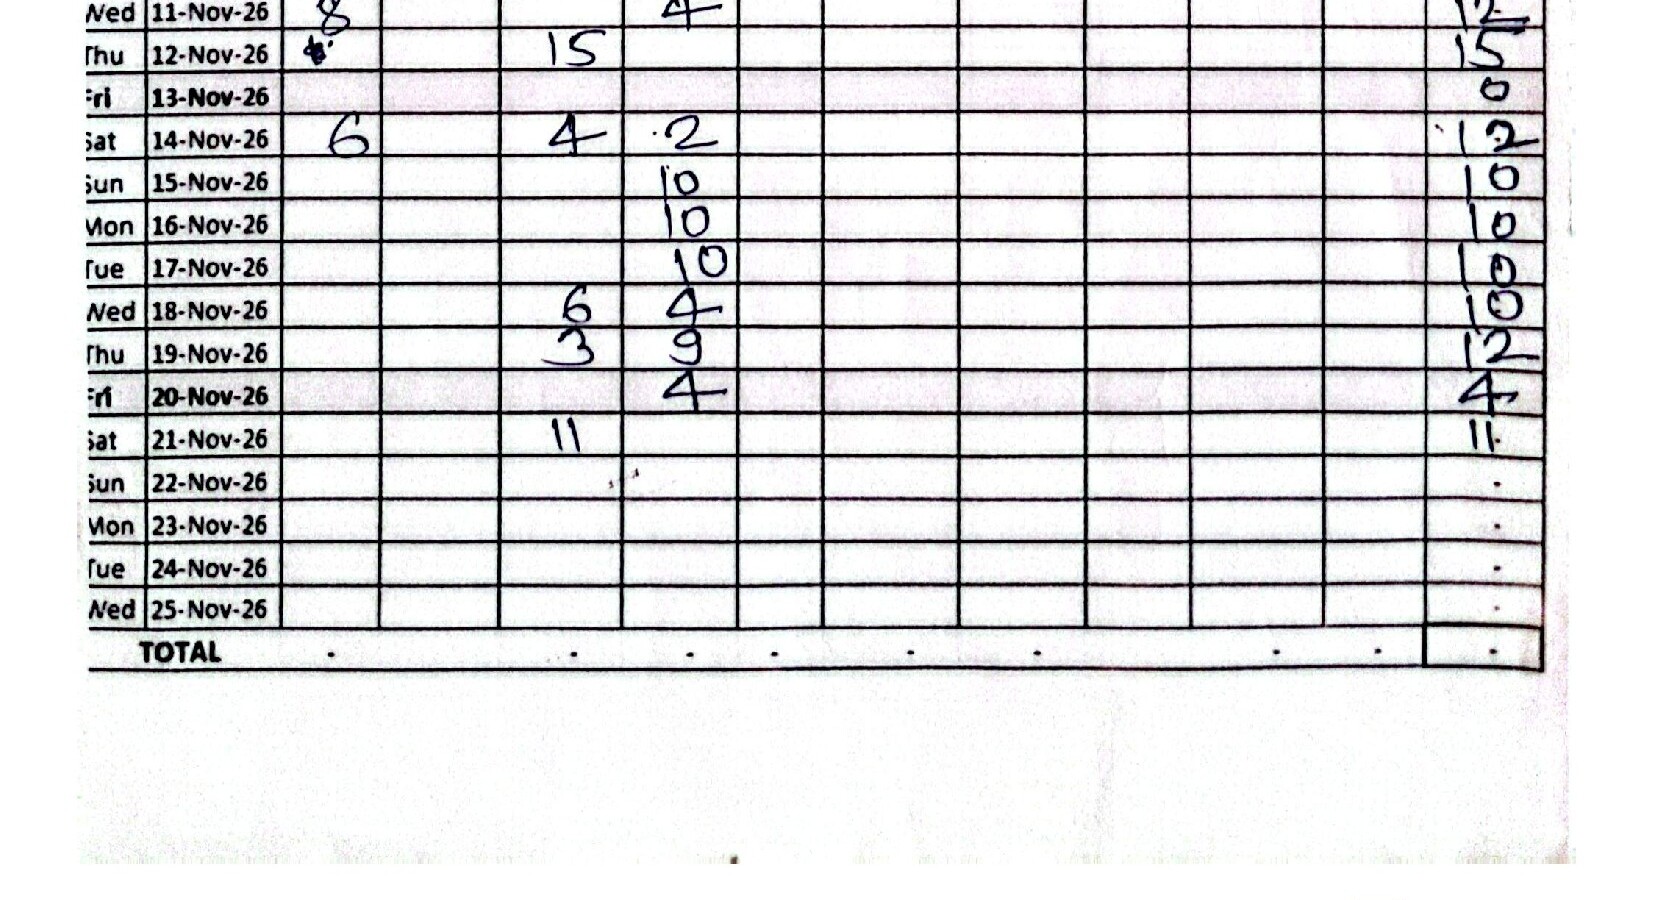 Wed 11-Nov-26 8 4 12
Thu 12-Nov-26 15 15
Fri 13-Nov-26 0
Sat 14-Nov-26 6 4 2 12
Sun 15-Nov-26 10 10
Mon 16-Nov-26 10 10
Tue 17-Nov-26 10 10
Wed 18-Nov-26 6 4 10
Thu 19-Nov-26 3 9 12
Fri 20-Nov-26 4 4
Sat 21-Nov-26 11 11
Sun 22-Nov-26
Mon 23-Nov-26
Tue 24-Nov-26
Wed 25-Nov-26
TOTAL